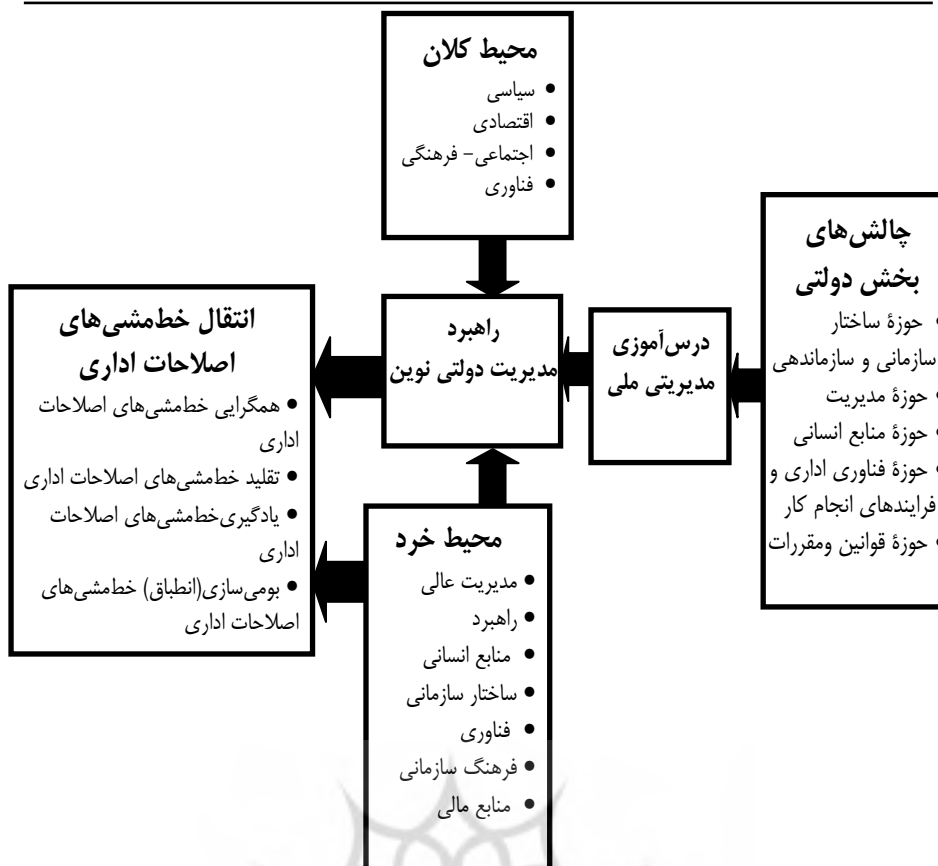 محیط کلان
• سیاسی
• اقتصادی
• اجتماعی- فرهنگی
• فناوری
چالش‌های
بخش دولتی
• حوزهٔ ساختار
سازمانی و سازماندهی
• حوزهٔ مدیریت
• حوزهٔ منابع انسانی
• حوزهٔ فناوری اداری و
فرایندهای انجام کار
• حوزهٔ قوانین ومقررات
درس‌آموزی
مدیریتی ملی
راهبرد
مدیریت دولتی نوین
انتقال خط‌مشی‌های
اصلاحات اداری
• همگرایی خط‌مشی‌های اصلاحات
اداری
• تقلید خط‌مشی‌های اصلاحات اداری
• یادگیری‌خط‌مشی‌های اصلاحات
اداری
• بومی‌سازی(انطباق) خط‌مشی‌های
اصلاحات اداری
محیط خرد
• مدیریت عالی
• راهبرد
• منابع انسانی
• ساختار سازمانی
• فناوری
• فرهنگ سازمانی
• منابع مالی